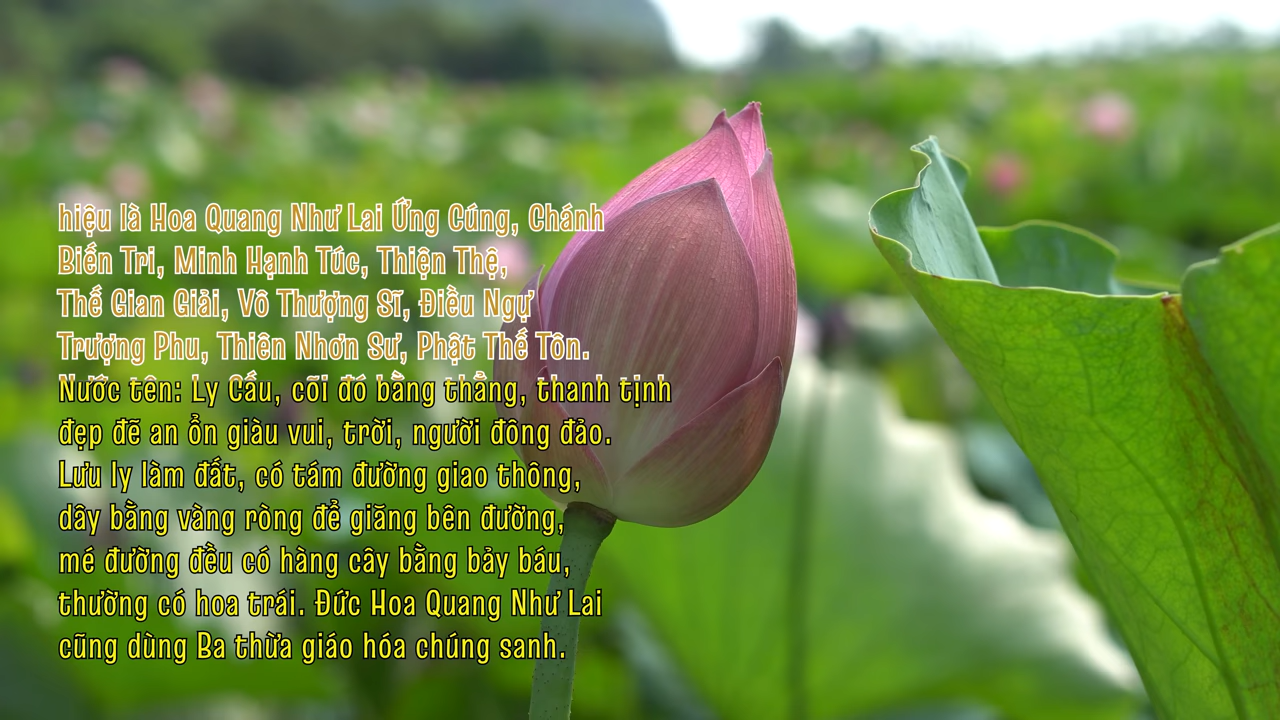 hiệu là Hoa Quang Như Lai Ứng Cúng, Chánh
Biến Tri, Minh Hạnh Túc, Thiện Thệ,
Thế Gian Giải, Vô Thượng Sĩ, Điều Ngự
Trượng Phu, Thiên Nhơn Sư, Phật Thế Tôn.
Nước tên: Ly Cấu, cõi đó bằng thẳng, thanh tịnh
đẹp đẽ an ổn giàu vui, trời, người đông đảo.
Lưu ly làm đất, có tám đường giao thông,
dây bằng vàng ròng để giăng bên đường,
mé đường đều có hàng cây bằng bảy báu,
thường có hoa trái. Đức Hoa Quang Như Lai
cũng dùng Ba thừa giáo hóa chúng sanh.